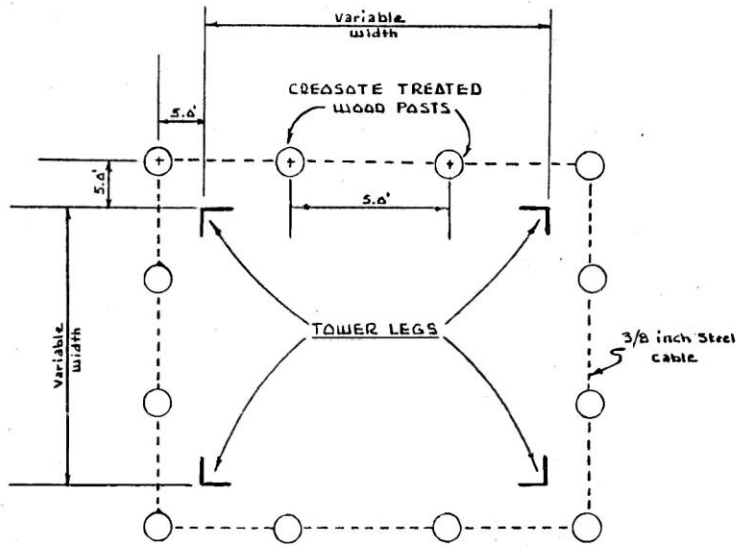 Variable
width
CREOSOTE TREATED
WOOD POSTS
5.0'
5.0'
5.0'
Variable
width
TOWER LEGS
3/8 inch Steel
cable